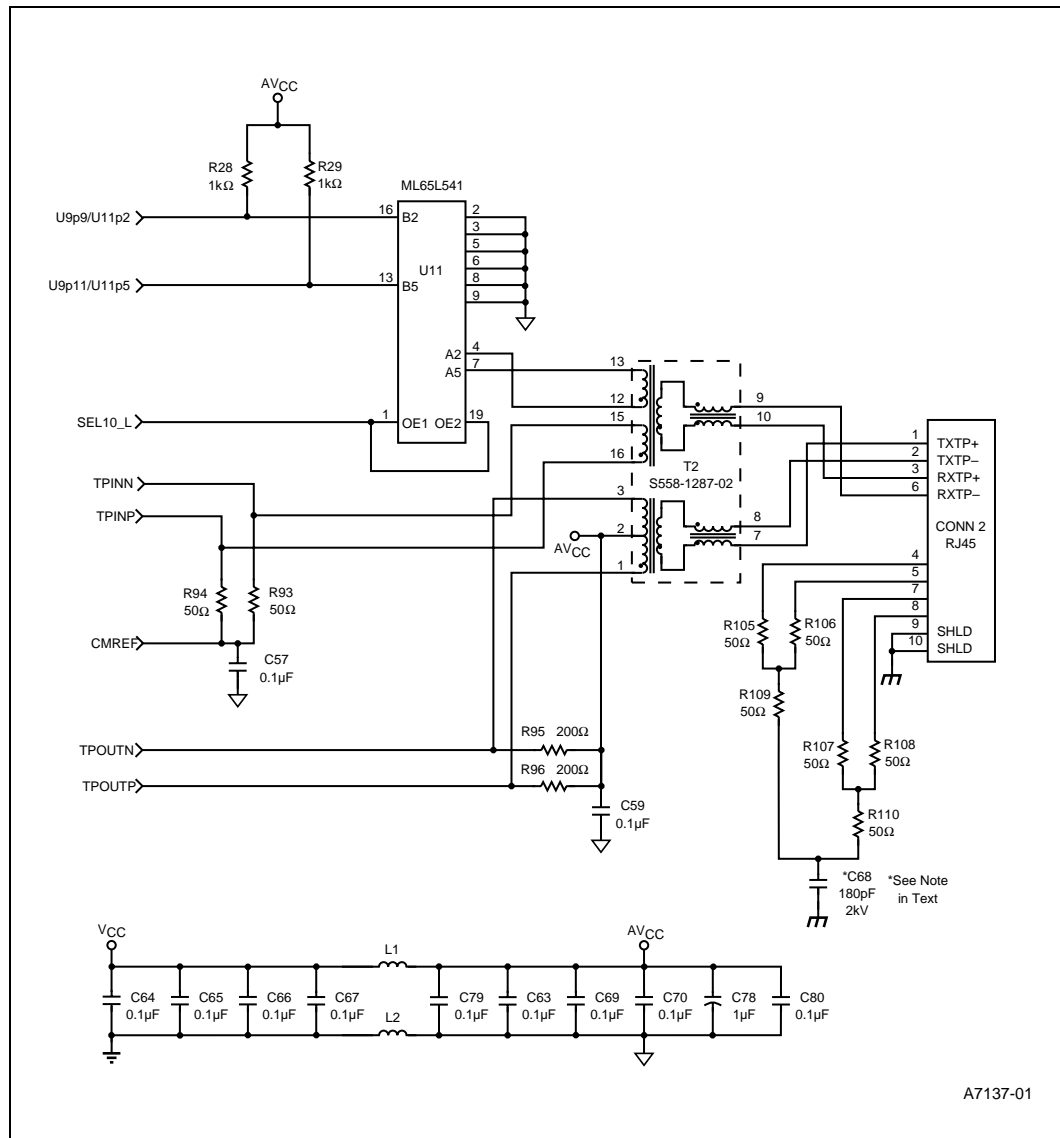 AVCC
R28
1kΩ
R29
1kΩ
ML65L541
U9p9/U11p2
16
B2
2
3
5
6
8
9
U11
U9p11/U11p5
13
B5
A2
4
A5
7
SEL10_L
1
OE1
OE2
19
13
12
15
16
9
10
T2
S558-1287-02
TPINN
TPINP
3
2
1
AVCC
8
7
1
TXTP+
2
TXTP–
3
RXTP+
6
RXTP–
CONN 2
RJ45
4
5
7
8
9
SHLD
10
SHLD
R94
50Ω
R93
50Ω
CMREF
C57
0.1µF
R105
50Ω
R106
50Ω
R109
50Ω
R107
50Ω
R108
50Ω
R110
50Ω
TPOUTN
R95 200Ω
TPOUTP
R96 200Ω
C59
0.1µF
*C68
180pF
2kV
*See Note
in Text
VCC
L1
AVCC
C64
0.1µF
C65
0.1µF
C66
0.1µF
C67
0.1µF
L2
C79
0.1µF
C63
0.1µF
C69
0.1µF
C70
0.1µF
C78
1µF
C80
0.1µF
A7137-01